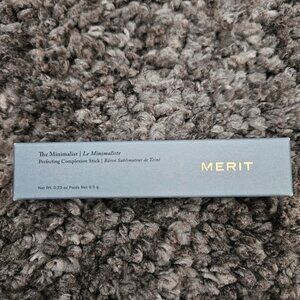 The Minimalist | Le Minimaliste
Perfecting Complexion Stick | Bâton Sublimateur de Teint
MERIT
Net Wt. 0.23 oz Poids Net 6.5 g